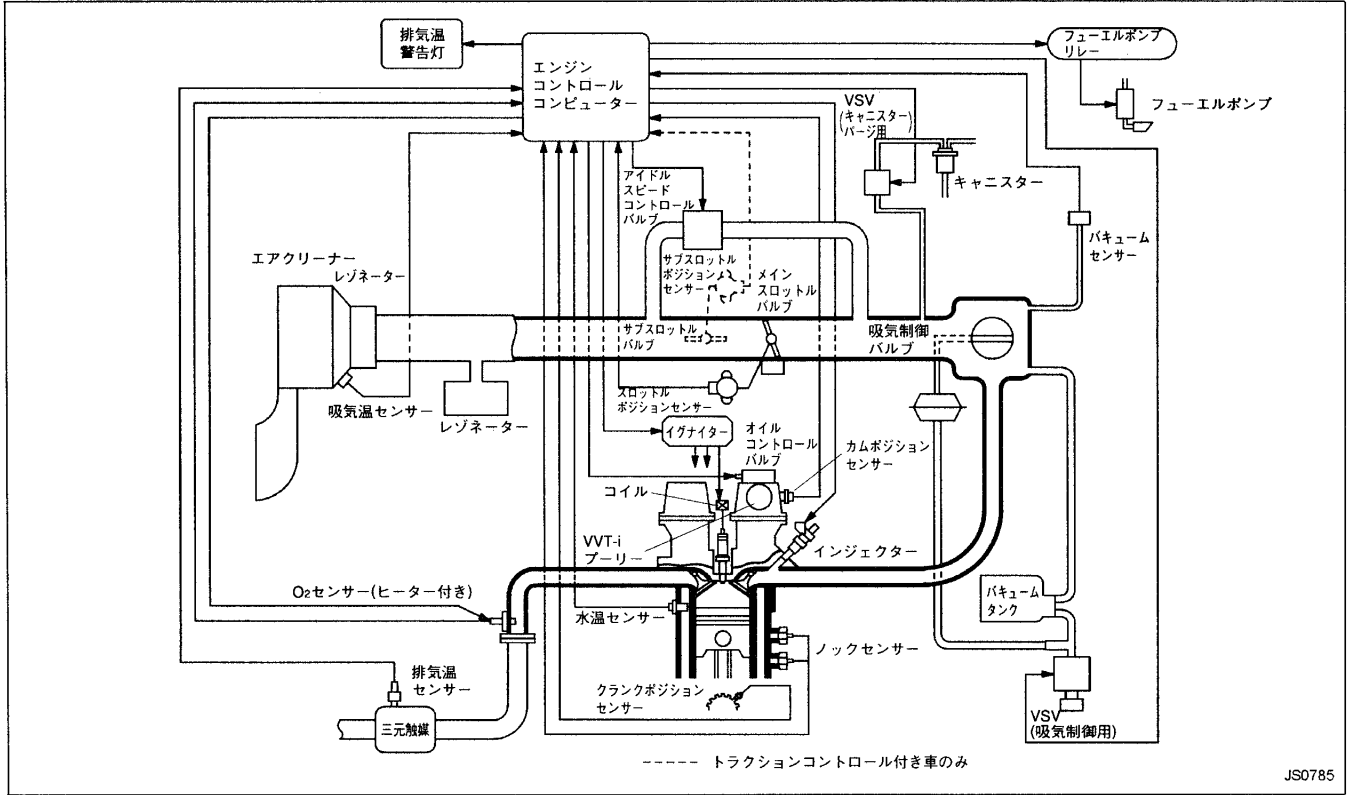 排気温
警告灯
エンジン
コントロール
コンピューター
フューエルポンプ
リレー
フューエルポンプ
VSV
(キャニスター
パージ用)
キャニスター
バキューム
センサー
アイドル
スピード
コントロール
バルブ
エアクリーナー
レゾネーター
サブスロットル
ポジション
センサー
メイン
スロットル
バルブ
サブスロットル
バルブ
吸気制御
バルブ
吸気温センサー
レゾネーター
スロットル
ポジションセンサー
イグナイター
オイル
コントロール
バルブ
カムポジション
センサー
コイル
VVT-i
プーリー
インジェクター
O₂センサー(ヒーター付き)
水温センサー
バキューム
タンク
ノックセンサー
排気温
センサー
クランクポジション
センサー
三元触媒
VSV
(吸気制御用)
----- トラクションコントロール付き車のみ
JS0785